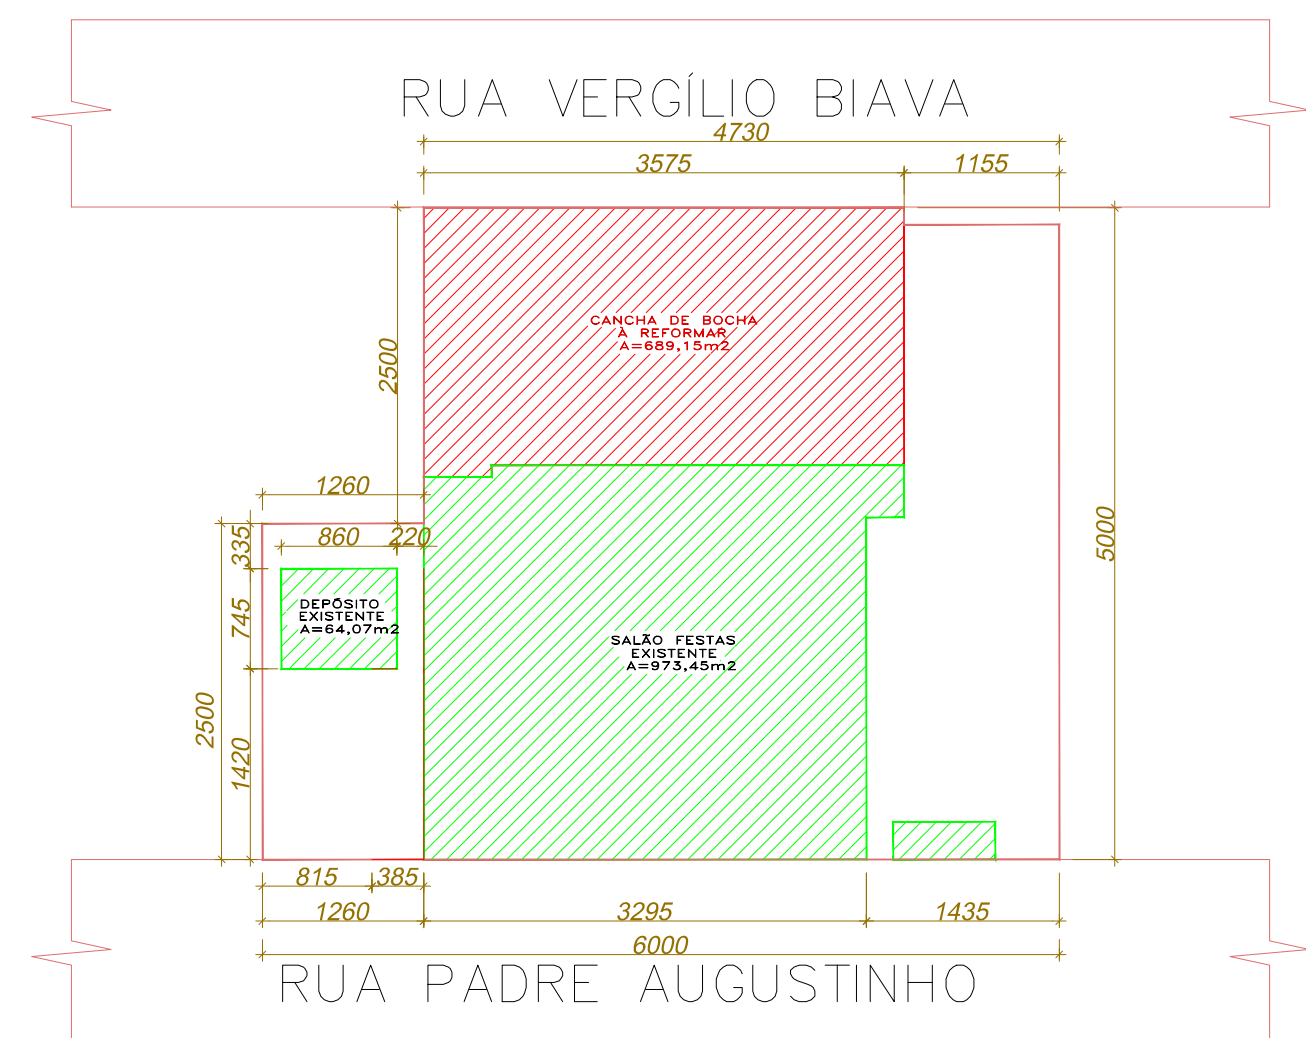 RUA VERGÍLIO BIAVA
4730
3575
1155
2500
CANCHA DE BOCHA
À REFORMAR
A=689,15m2
5000
1260
335
860
220
745
DEPÓSITO
EXISTENTE
A=64,07m2
SALÃO FESTAS
EXISTENTE
A=973,45m2
2500
1420
815
385
1260
3295
1435
6000
RUA PADRE AUGUSTINHO